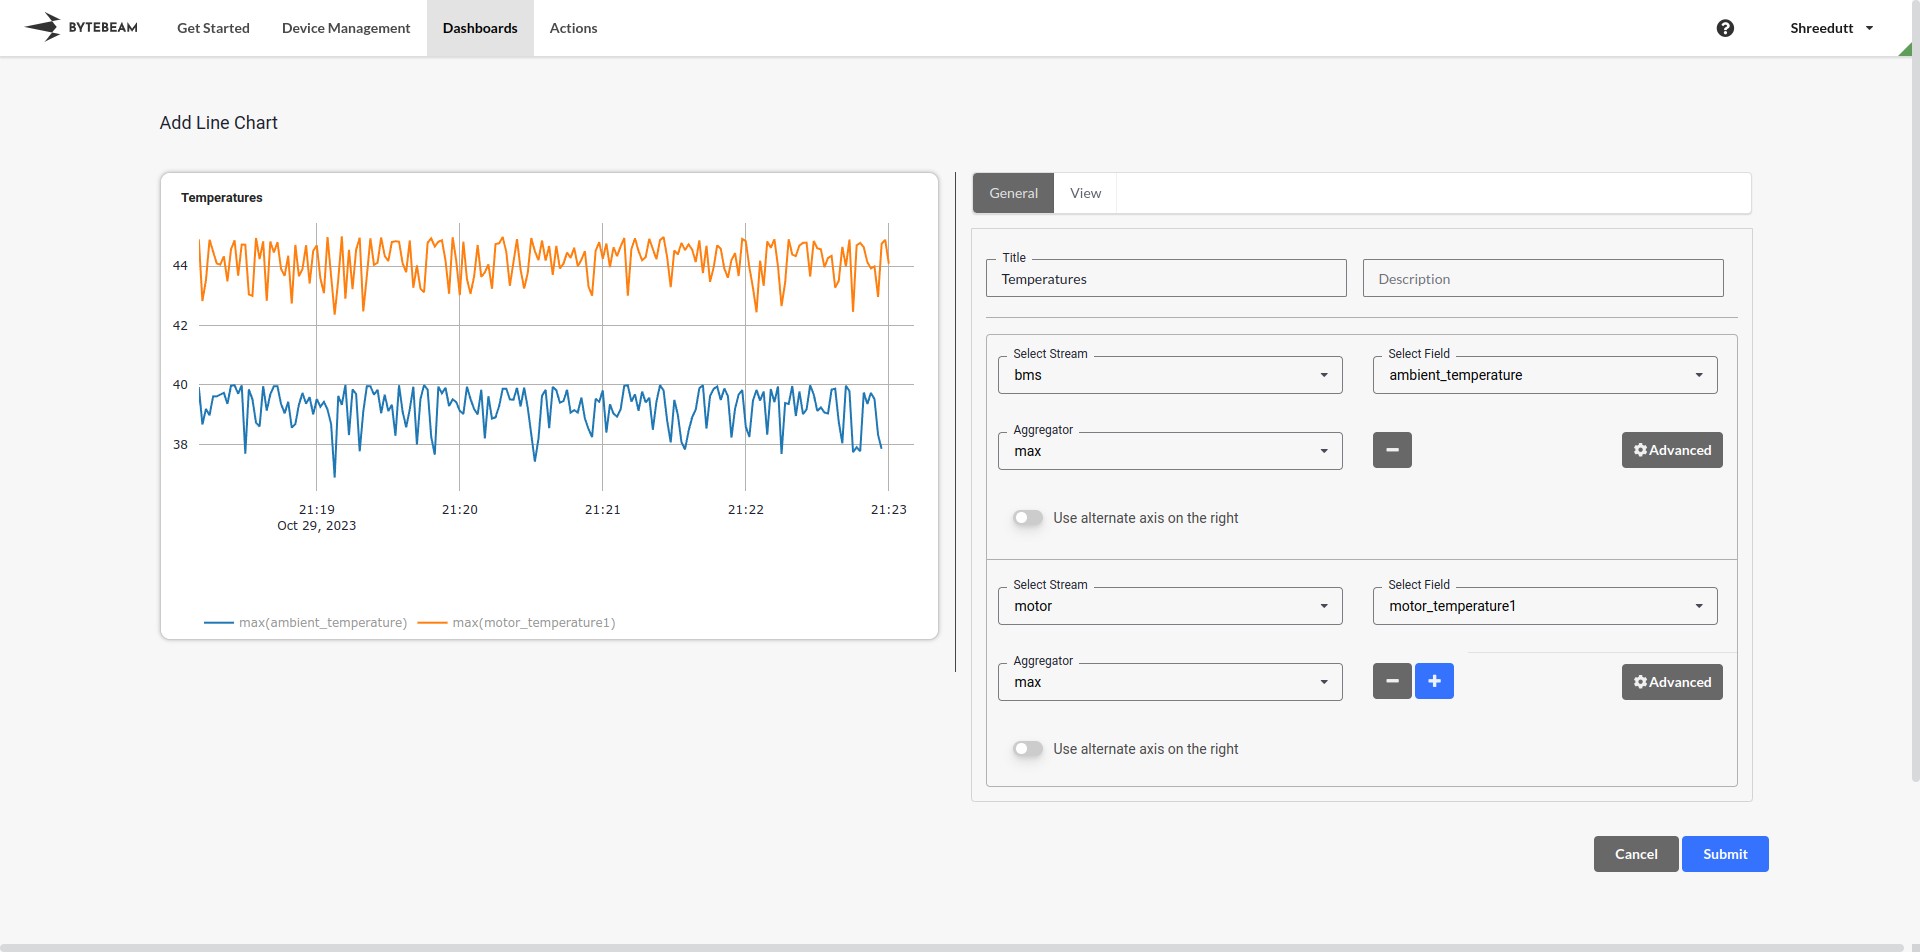 BYTEBEAM Get Started Device Management Dashboards Actions Shreedutt
Add Line Chart
Temperatures
44
42
40
38
21:19 21:20 21:21 21:22 21:23
Oct 29, 2023
max(ambient_temperature) max(motor_temperature1)
General View
Title
Temperatures Description
Select Stream Select Field
bms ambient_temperature
Aggregator
max Advanced
Use alternate axis on the right
Select Stream Select Field
motor motor_temperature1
Aggregator
max Advanced
Use alternate axis on the right
Cancel Submit